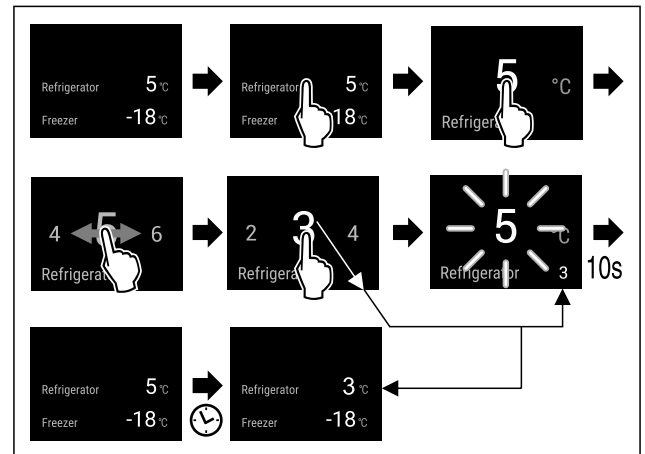 Refrigerator 5 °C
Freezer -18 °C
Refrigerator 5 °C
Freezer 18 °C
5 °C
Refriger
4 5 6
Refrigerat
2 3 4
Refrigera
5 °C
Refrigerator 3
10s
Refrigerator 5 °C
Freezer -18 °C
Refrigerator 3 °C
Freezer -18 °C